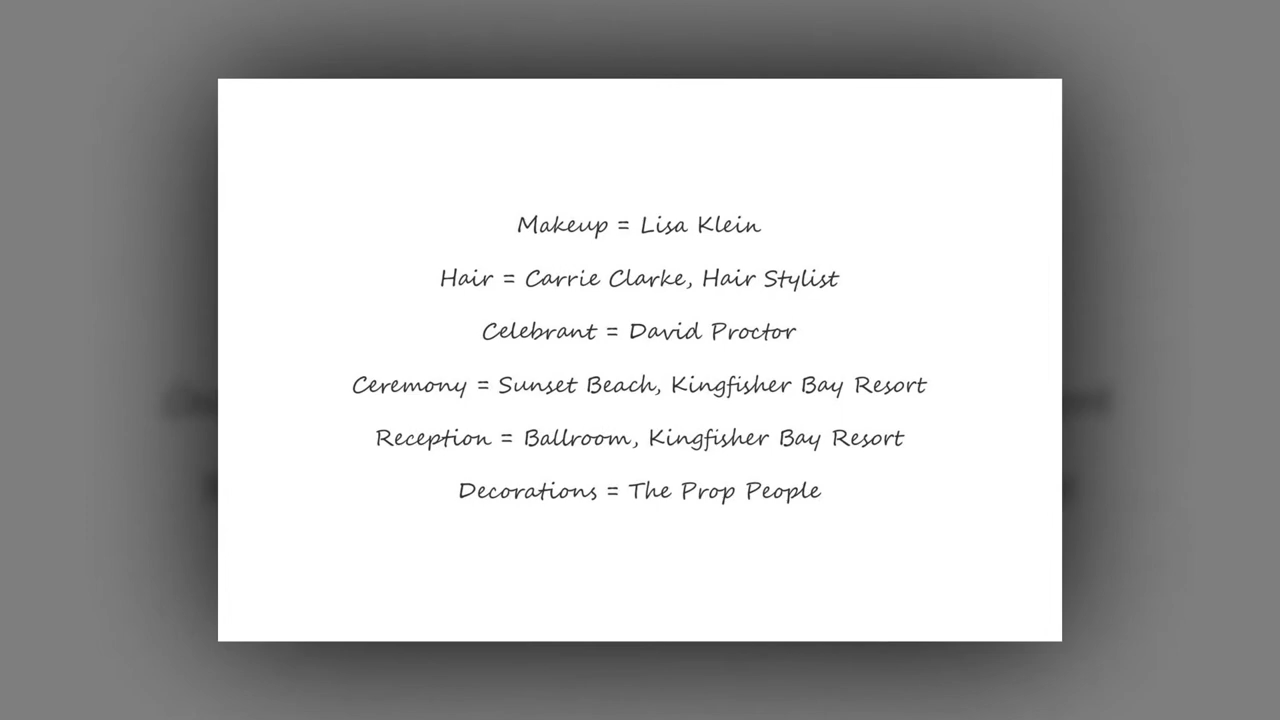 Makeup = Lisa Klein
Hair = Carrie Clarke, Hair Stylist
Celebrant = David Proctor
Ceremony = Sunset Beach, Kingfisher Bay Resort
Reception = Ballroom, Kingfisher Bay Resort
Decorations = The Prop People